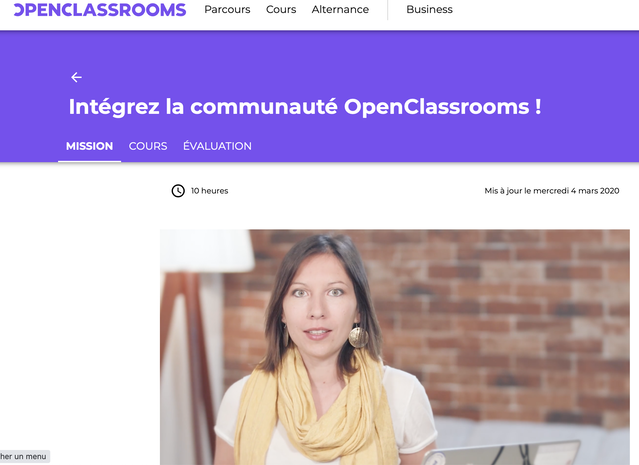 OPENCLASSROOMS Parcours Cours Alternance Business
Intégrez la communauté OpenClassrooms !
MISSION COURS ÉVALUATION
10 heures Mis à jour le mercredi 4 mars 2020
her un menu